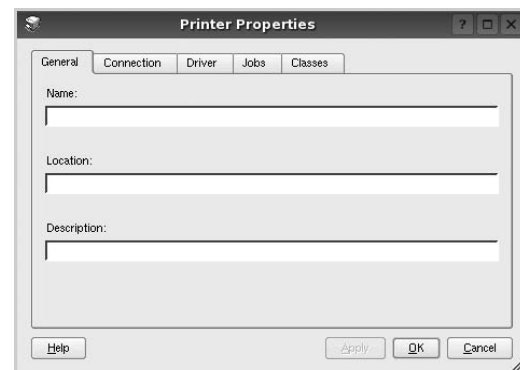 Printer Properties
General Connection Driver Jobs Classes
Name:
Location:
Description:
Help Apply OK Cancel